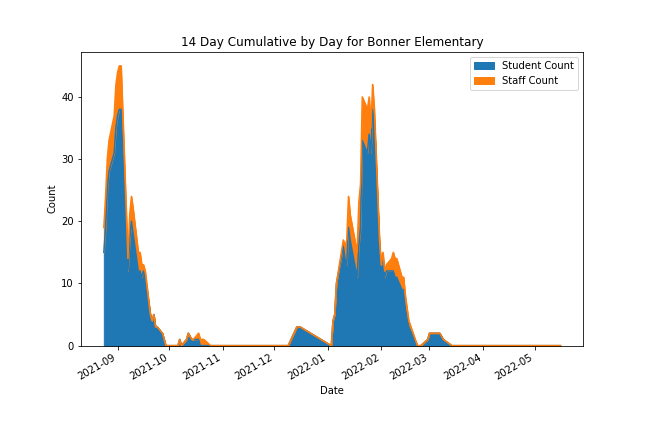 14 Day Cumulative by Day for Bonner Elementary
Student Count
Staff Count
Count
40
30
20
10
0
2021-09
2021-10
2021-11
2021-12
2022-01
2022-02
2022-03
2022-04
2022-05
Date